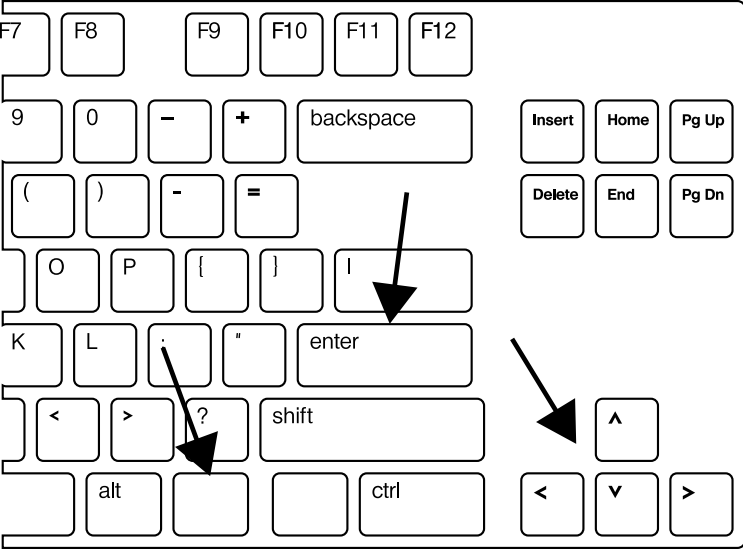 F7 F8 F9 F10 F11 F12
9 0 - + backspace Insert Home Pg Up
( ) - = Delete End Pg Dn
O P { } I
K L : " enter
< > ? shift ^
alt ctrl < v >